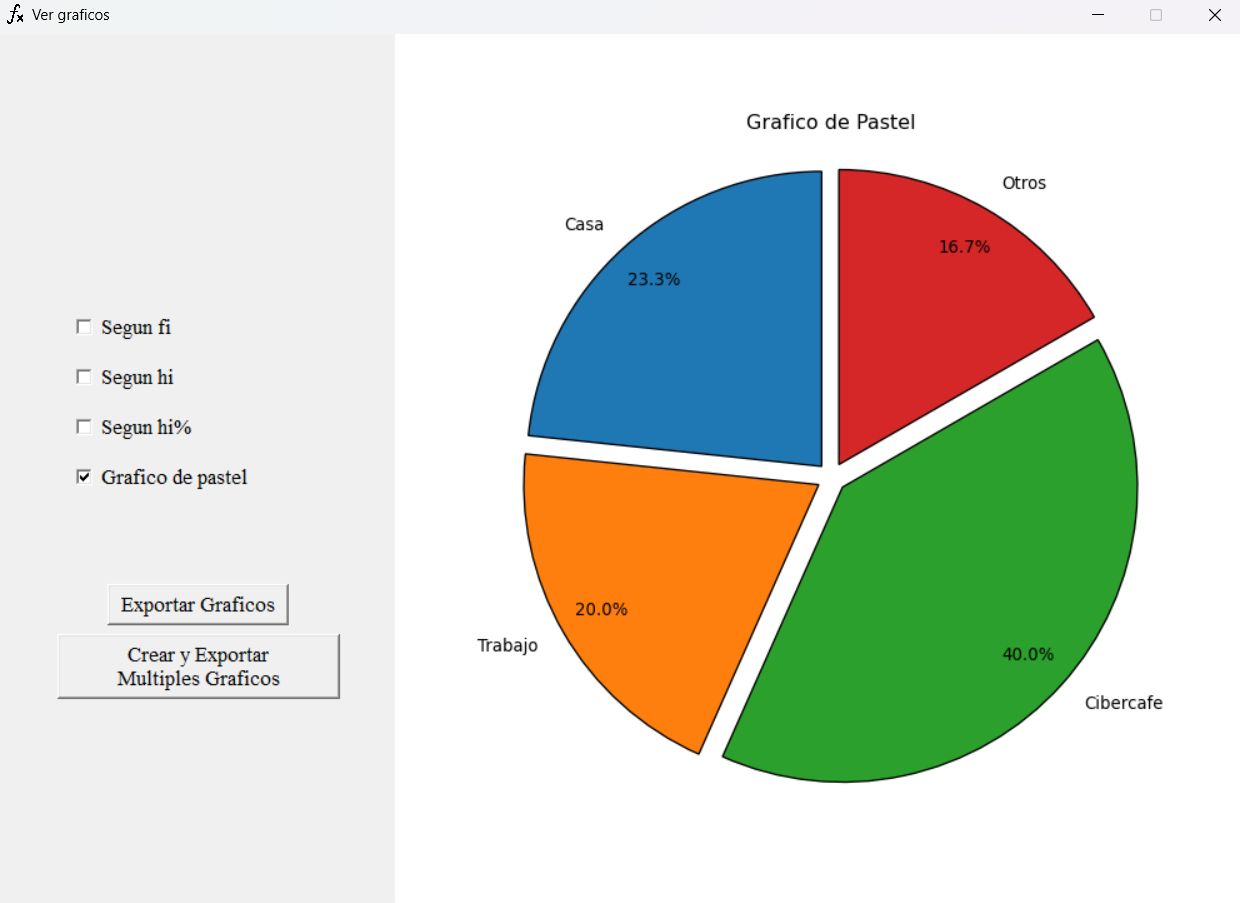 Ver graficos
Segun fi
Segun hi
Segun hi%
Grafico de pastel
Exportar Graficos
Crear y Exportar
Multiples Graficos
Grafico de Pastel
Otros
16.7%
Casa
23.3%
20.0%
Trabajo
40.0%
Cibercafe